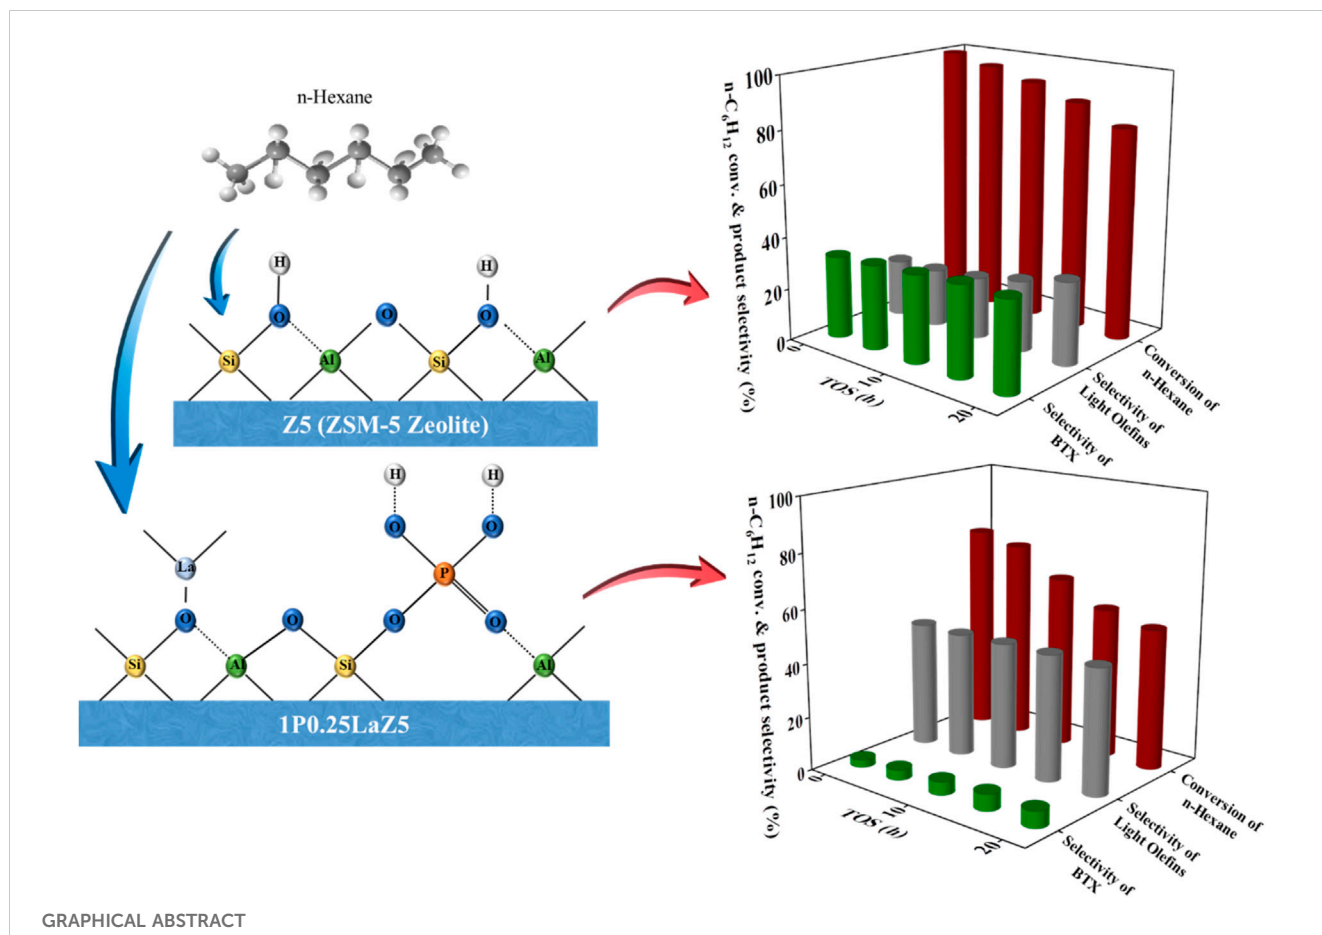 n-Hexane
H
H
O
O
O
Si
Al
Si
Al
Z5 (ZSM-5 Zeolite)
H
H
O
O
La
P
O
O
O
O
Si
Al
Si
Al
1P0.25LaZ5
n-C6H12 conv. & product selectivity (%)
100
80
60
40
20
0
0
10
20
TOS (h)
Conversion of
n-Hexane
Selectivity of
Light Olefins
Selectivity of
BTX
n-C6H12 conv. & product selectivity (%)
100
80
60
40
20
0
0
10
20
TOS (h)
Conversion of
n-Hexane
Selectivity of
Light Olefins
Selectivity of
BTX
GRAPHICAL ABSTRACT